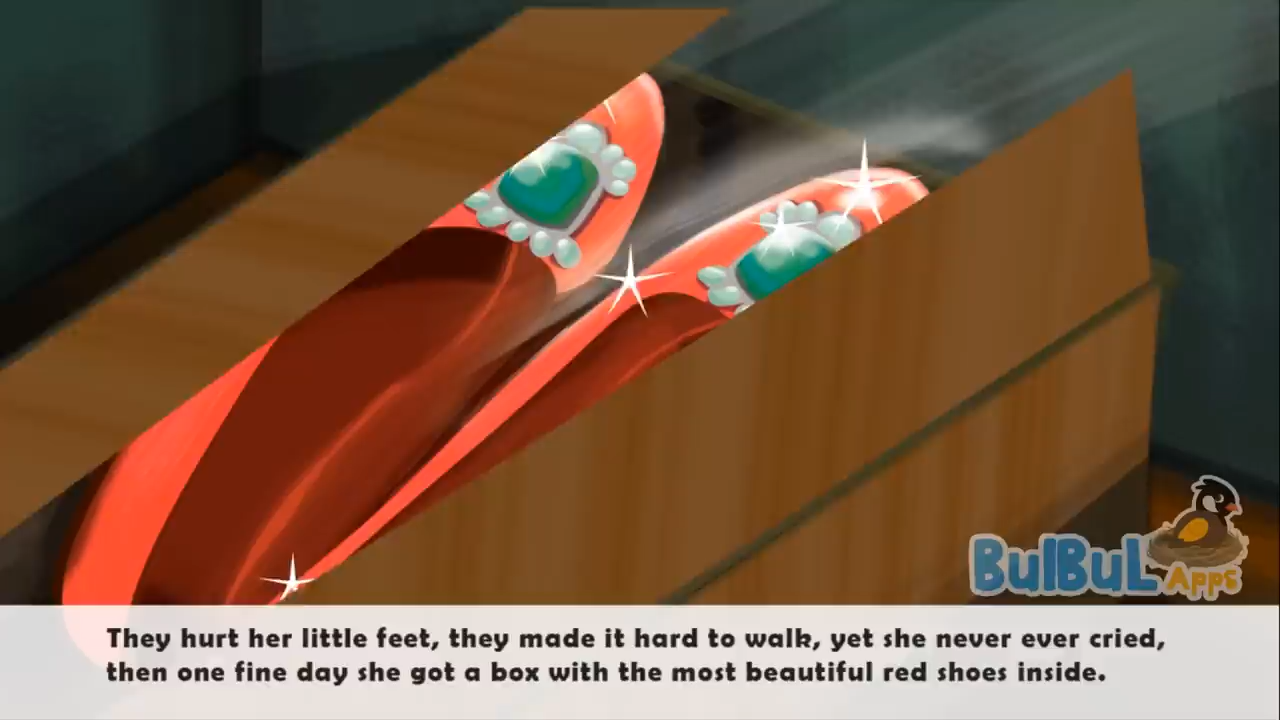 BulBuL
Apps
They hurt her little feet, they made it hard to walk, yet she never ever cried,
then one fine day she got a box with the most beautiful red shoes inside.